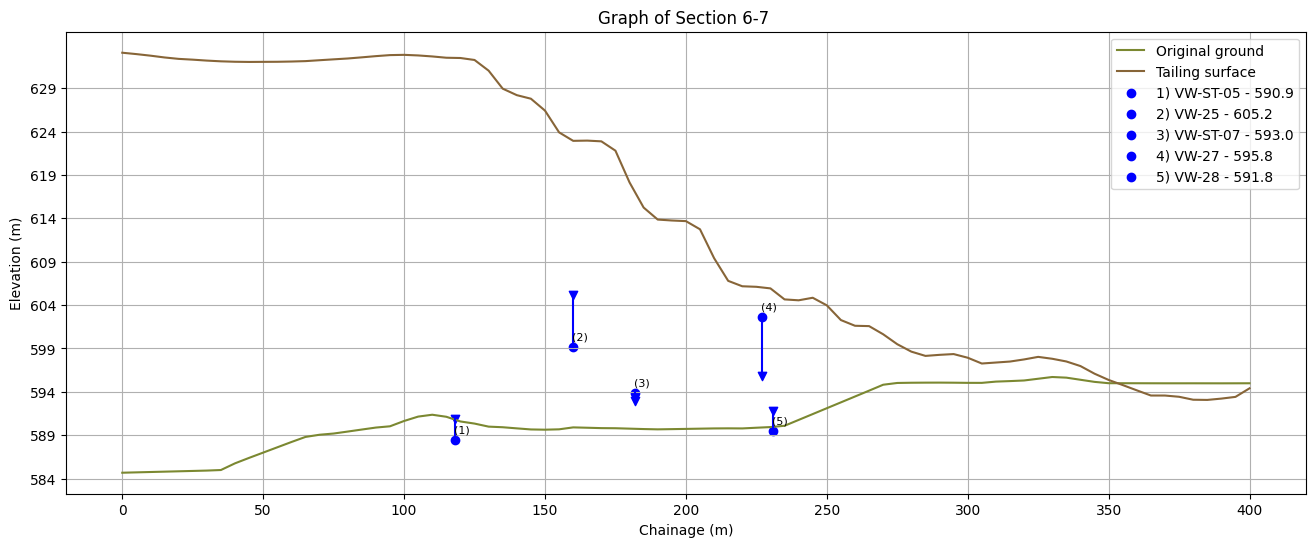 Graph of Section 6-7
Elevation (m)
629
624
619
614
609
604
599
594
589
584
Original ground
Tailing surface
1) VW-ST-05 - 590.9
2) VW-25 - 605.2
3) VW-ST-07 - 593.0
4) VW-27 - 595.8
5) VW-28 - 591.8
(4)
(2)
(3)
(5)
(1)
0 50 100 150 200 250 300 350 400
Chainage (m)